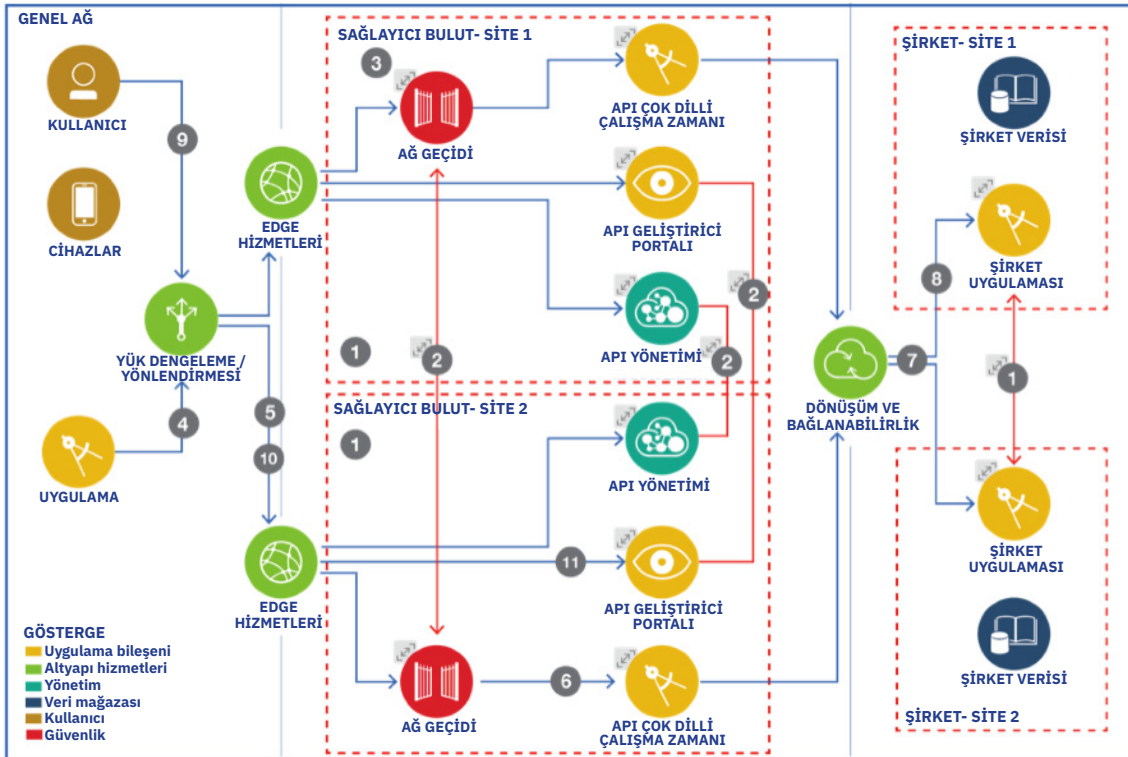 GENEL AĞ
KULLANICI
CİHAZLAR
9
YÜK DENGELEME /
YÖNLENDİRMESİ
4
5
10
UYGULAMA
EDGE
HİZMETLERİ
EDGE
HİZMETLERİ
SAĞLAYICI BULUT- SİTE 1
3
AĞ GEÇİDİ
API ÇOK DİLLİ
ÇALIŞMA ZAMANI
API GELİŞTİRİCİ
PORTALI
API YÖNETİMİ
1
2
2
2
SAĞLAYICI BULUT- SİTE 2
1
API YÖNETİMİ
11
API GELİŞTİRİCİ
PORTALI
AĞ GEÇİDİ
6
API ÇOK DİLLİ
ÇALIŞMA ZAMANI
DÖNÜŞÜM VE
BAĞLANABİLİRLİK
7
8
ŞİRKET- SİTE 1
ŞİRKET VERİSİ
ŞİRKET
UYGULAMASI
1
ŞİRKET
UYGULAMASI
ŞİRKET VERİSİ
ŞİRKET- SİTE 2
GÖSTERGE
Uygulama bileşeni
Altyapı hizmetleri
Yönetim
Veri mağazası
Kullanıcı
Güvenlik